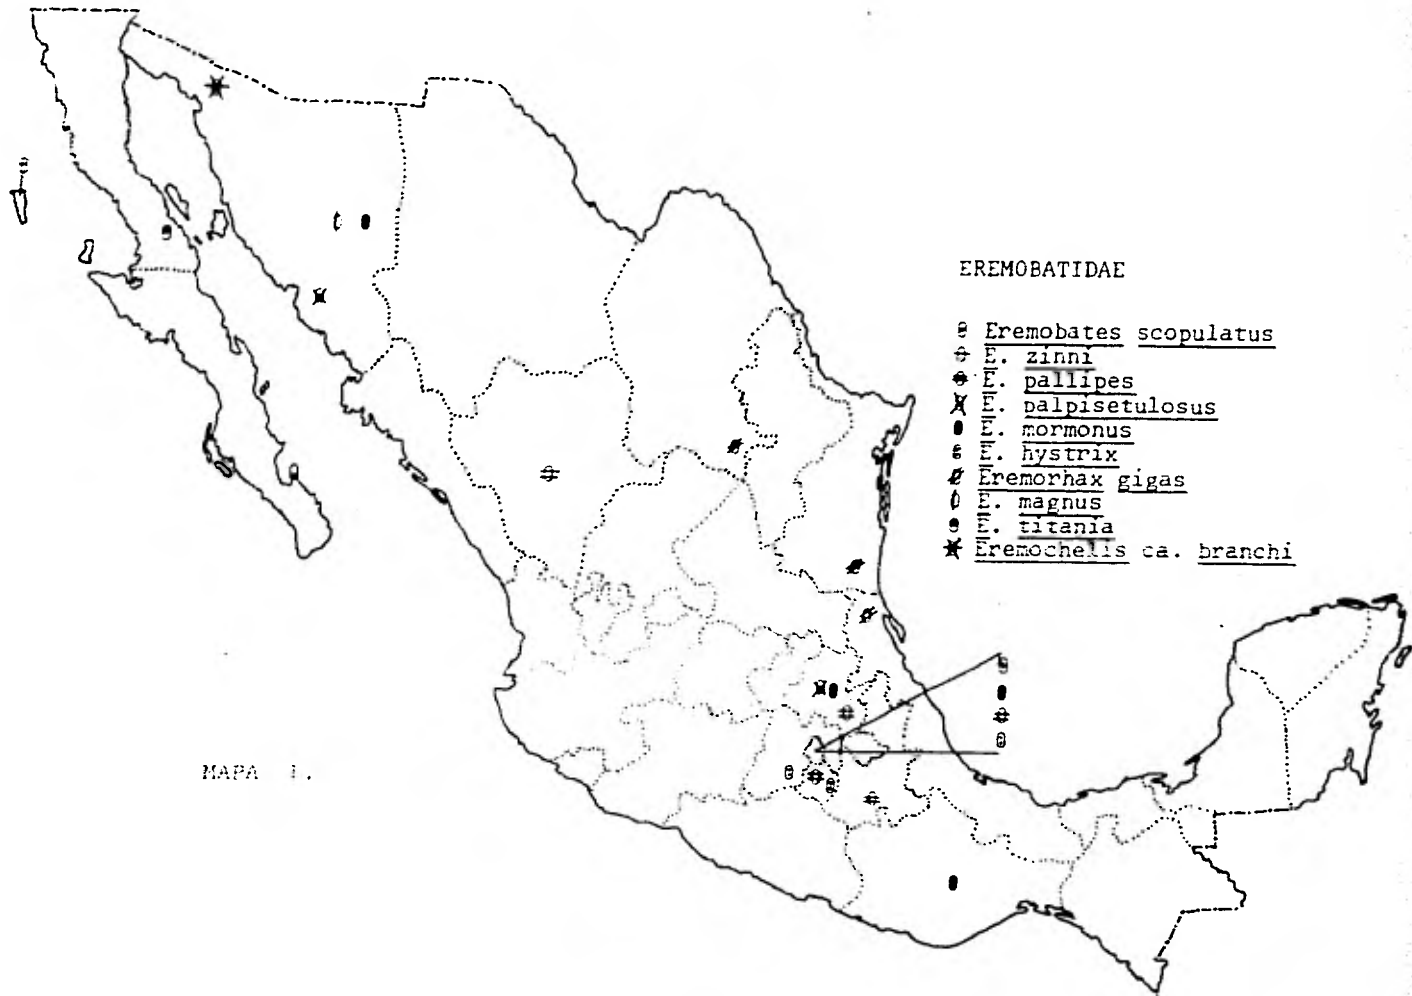 EREMOBATIDAE
Eremobates scopulatus
E. zinni
E. pallipes
E. palpisetulosus
E. mormonus
E. hystrix
Eremorhax gigas
E. magnus
E. titania
Eremochelis ca. branchi
MAPA 1.